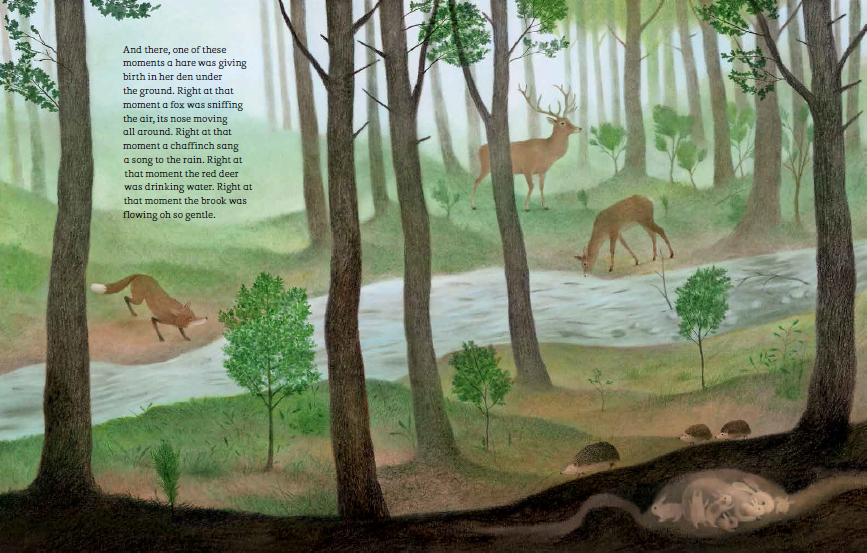 And there, one of these
moments a hare was giving
birth in her den under
the ground. Right at that
moment a fox was sniffing
the air, its nose moving
all around. Right at that
moment a chaffinch sang
a song to the rain. Right at
that moment the red deer
was drinking water. Right at
that moment the brook was
flowing oh so gentle.